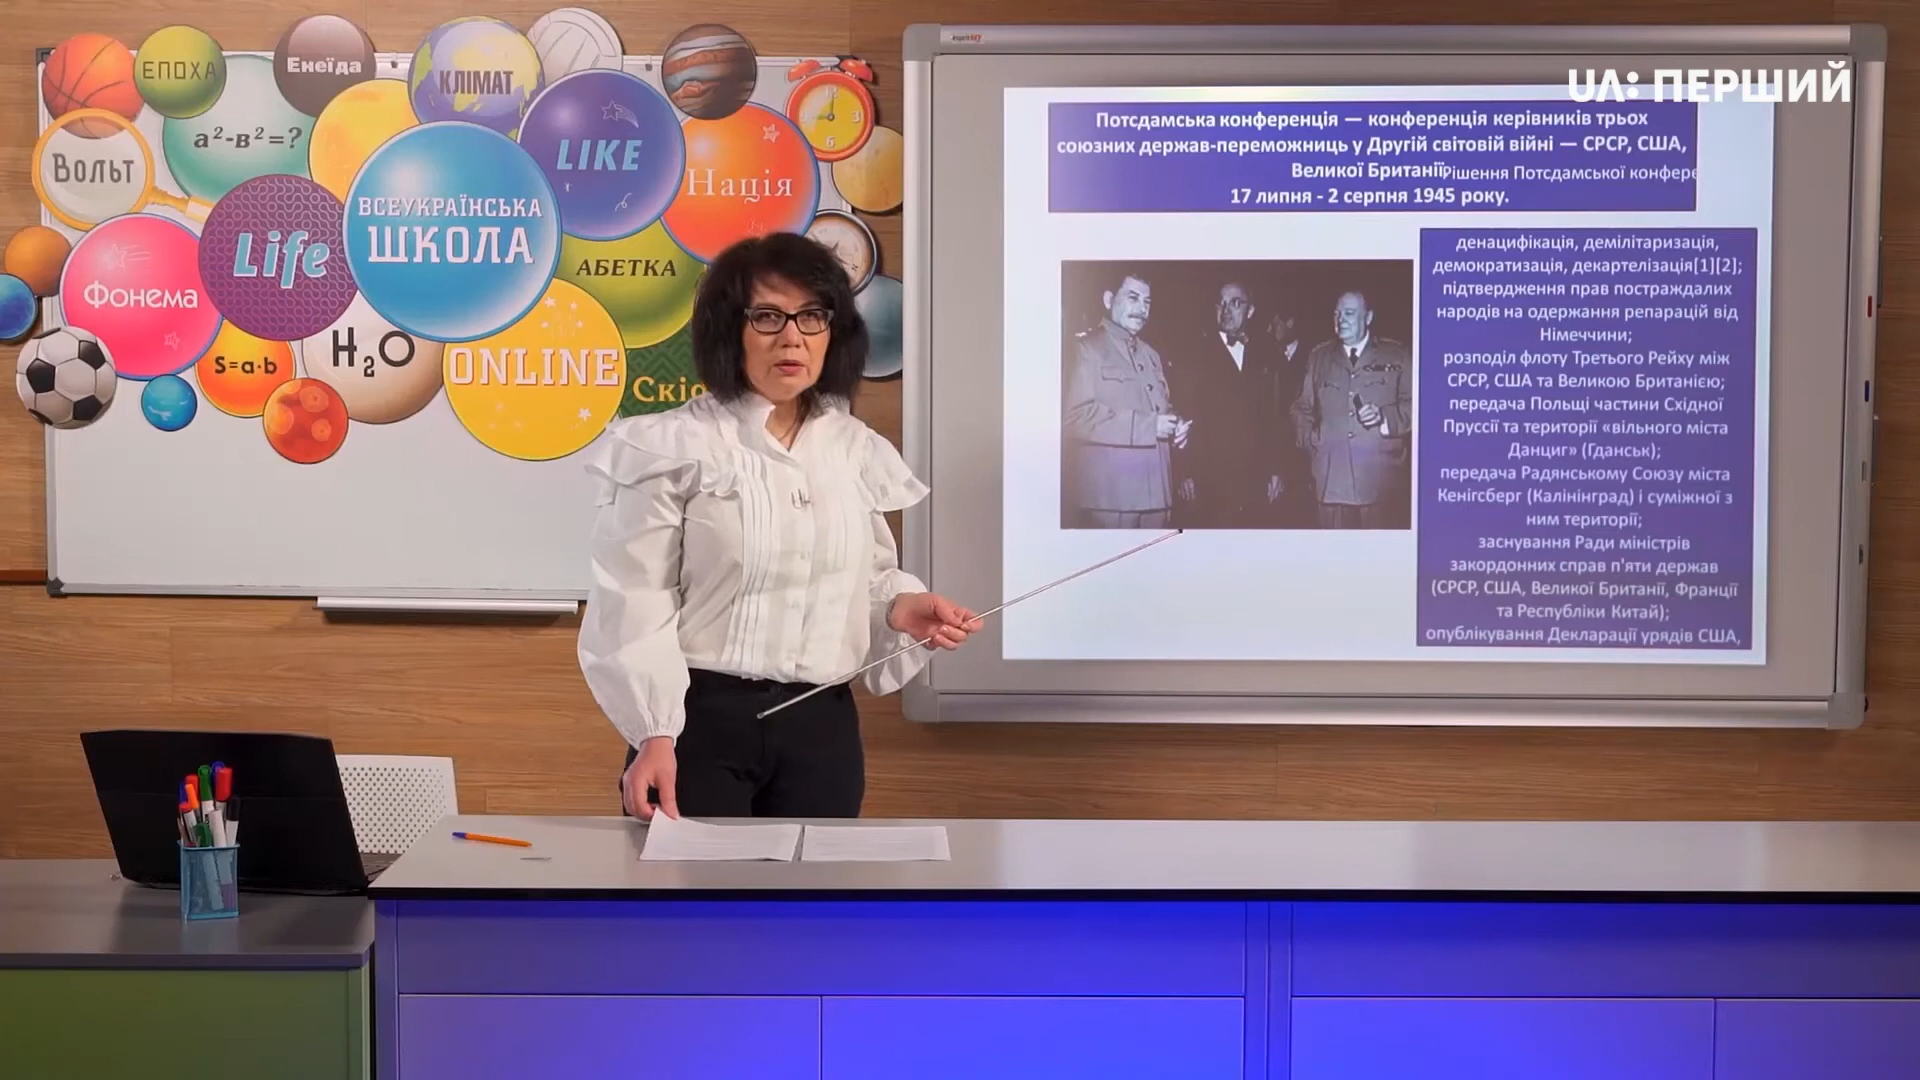 UA: ПЕРШИЙ
ЕПОХА
Енеїда
КЛІМАТ
a²-в²=?
Вольт
LIKE
Нація
ВСЕУКРАЇНСЬКА
ШКОЛА
Life
АБЕТКА
Фонема
H₂O
S=a·b
ONLINE
Потсдамська конференція — конференція керівників трьох
союзних держав-переможниць у Другій світовій війні — СРСР, США,
Великої Британії
Рішення Потсдамської
17 липня - 2 серпня 1945 року.
денацифікація, демілітаризація,
демократизація, декартелізація[1][2];
підтвердження прав постраждалих
народів на одержання репарацій від
Німеччини;
розподіл флоту Третього Рейху між
СРСР, США та Великою Британією;
передача Польщі частини Східної
Пруссії та території «вільного міста
Данциг» (Гданськ);
передача Радянському Союзу міста
Кенігсберг (Калінінград) і суміжної з
ним території;
заснування Ради міністрів
закордонних справ п'яти держав
(СРСР, США, Великої Британії, Франції
та Республіки Китай);
опублікування Декларації урядів США,